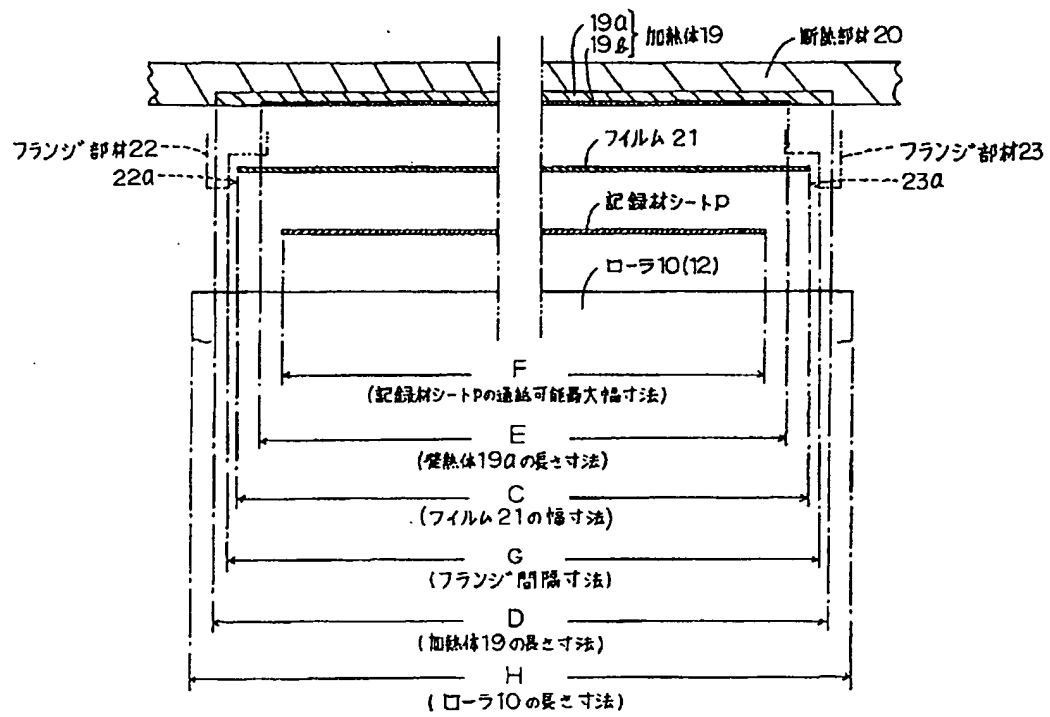 19a
19b } 加熱体19
断熱部材20
フランジ部材22
22a
フイルム21
フランジ部材23
23a
記録材シートP
ローラ10(12)
F
(記録材シートPの通紙可能最大幅寸法)
E
(発熱体19aの長さ寸法)
C
(フイルム21の幅寸法)
G
(フランジ間隔寸法)
D
(加熱体19の長さ寸法)
H
(ローラ10の長さ寸法)